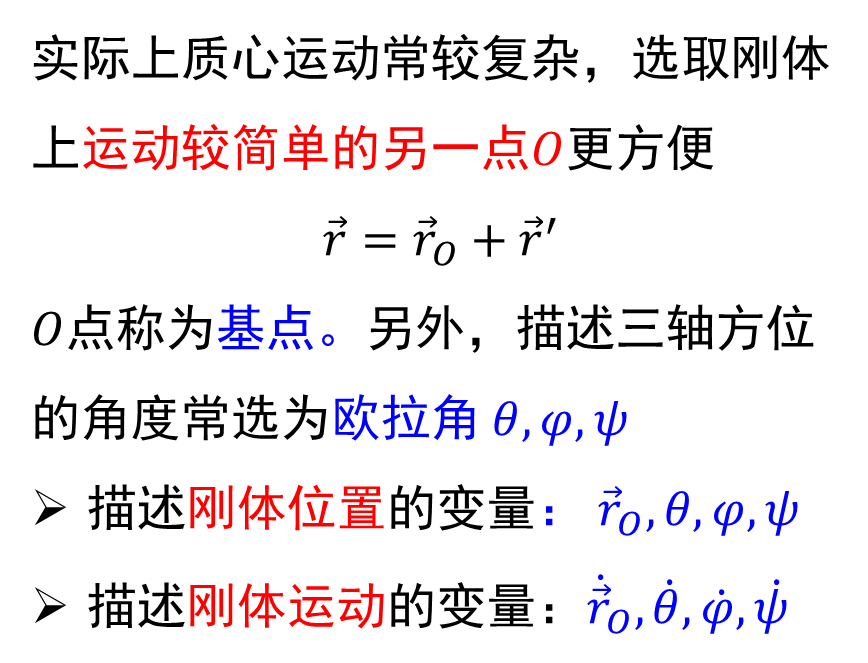 实际上质心运动常较复杂，选取刚体
上运动较简单的另一点𝑂更方便
$\vec{r} = \vec{r}_O + \vec{r}'$
𝑂点称为基点。另外，描述三轴方位
的角度常选为欧拉角 $\theta, \varphi, \psi$
➢ 描述刚体位置的变量： $\vec{r}_O, \theta, \varphi, \psi$
➢ 描述刚体运动的变量：$\dot{\vec{r}}_O, \dot{\theta}, \dot{\varphi}, \dot{\psi}$